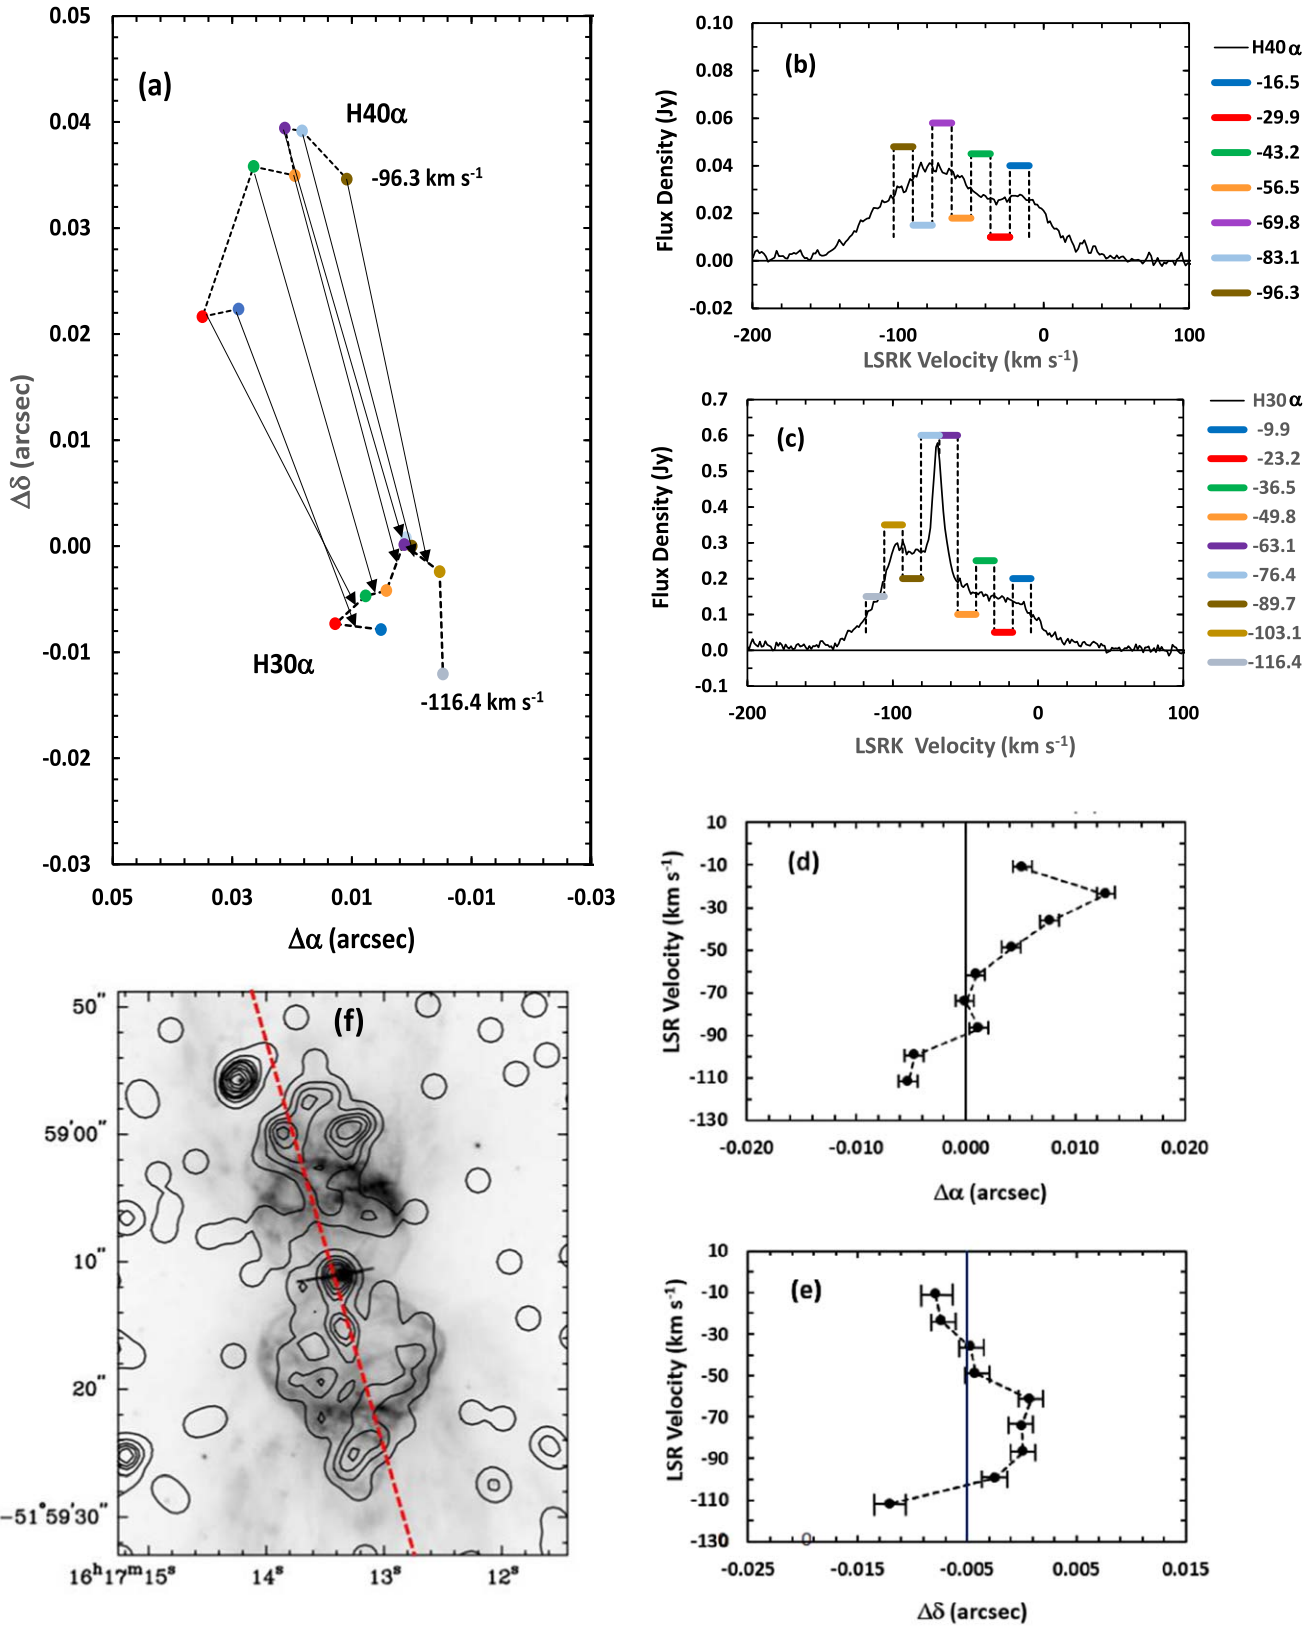 (a)
0.05
0.04
0.03
0.02
0.01
0.00
-0.01
-0.02
-0.03
Δδ (arcsec)
H40α
-96.3 km s-1
H30α
-116.4 km s-1
0.05 0.03 0.01 -0.01 -0.03
Δα (arcsec)
(b)
0.10
0.08
0.06
0.04
0.02
0.00
-0.02
Flux Density (Jy)
-200 -100 0 100
LSRK Velocity (km s-1)
H40α
-16.5
-29.9
-43.2
-56.5
-69.8
-83.1
-96.3
(c)
0.7
0.6
0.5
0.4
0.3
0.2
0.1
0.0
-0.1
Flux Density (Jy)
-200 -100 0 100
LSRK Velocity (km s-1)
H30α
-9.9
-23.2
-36.5
-49.8
-63.1
-76.4
-89.7
-103.1
-116.4
(d)
10
-10
-30
-50
-70
-90
-110
-130
LSR Velocity (km s-1)
-0.020 -0.010 0.000 0.010 0.020
Δα (arcsec)
(e)
10
-10
-30
-50
-70
-90
-110
-130
LSR Velocity (km s-1)
0
-0.025 -0.015 -0.005 0.005 0.015
Δδ (arcsec)
(f)
50"
59'00"
10"
20"
-51°59'30"
16h17m15s 14s 13s 12s